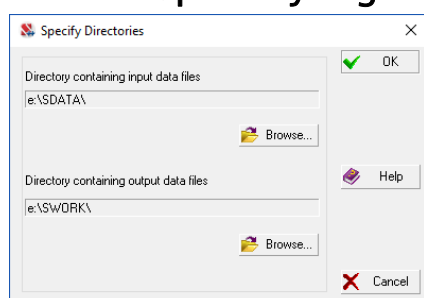 Specify Directories
OK
Directory containing input data files
e:\SDATA\
Browse...
Directory containing output data files
Help
e:\SWORK\
Browse...
Cancel